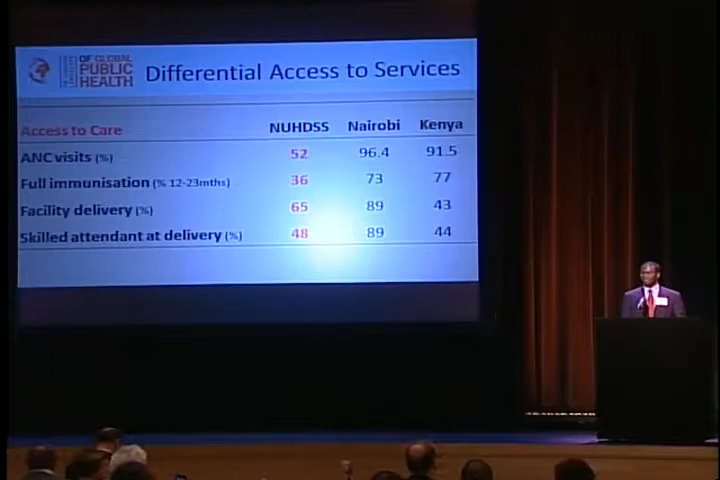 OF GLOBAL
PUBLIC
HEALTH
Differential Access to Services
Access to Care NUHDSS Nairobi Kenya
ANC visits (%) 52 96.4 91.5
Full immunisation (% 12-23mths) 36 73 77
Facility delivery (%) 65 89 43
Skilled attendant at delivery (%) 48 89 44